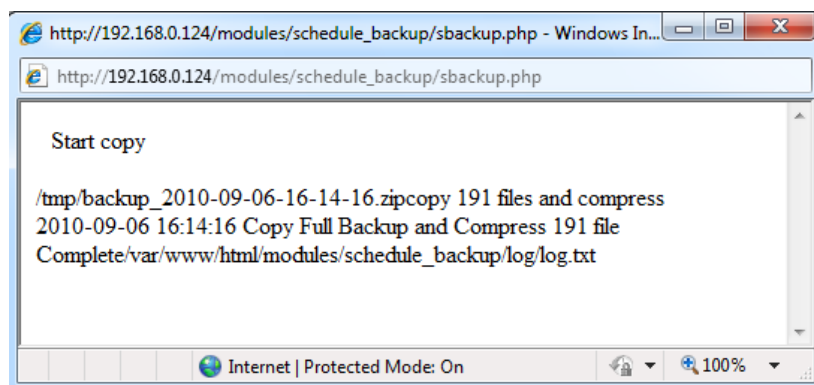 http://192.168.0.124/modules/schedule_backup/sbackup.php - Windows In...
http://192.168.0.124/modules/schedule_backup/sbackup.php
Start copy
/tmp/backup_2010-09-06-16-14-16.zipcopy 191 files and compress
2010-09-06 16:14:16 Copy Full Backup and Compress 191 file
Complete/var/www/html/modules/schedule_backup/log/log.txt
Internet | Protected Mode: On
100%